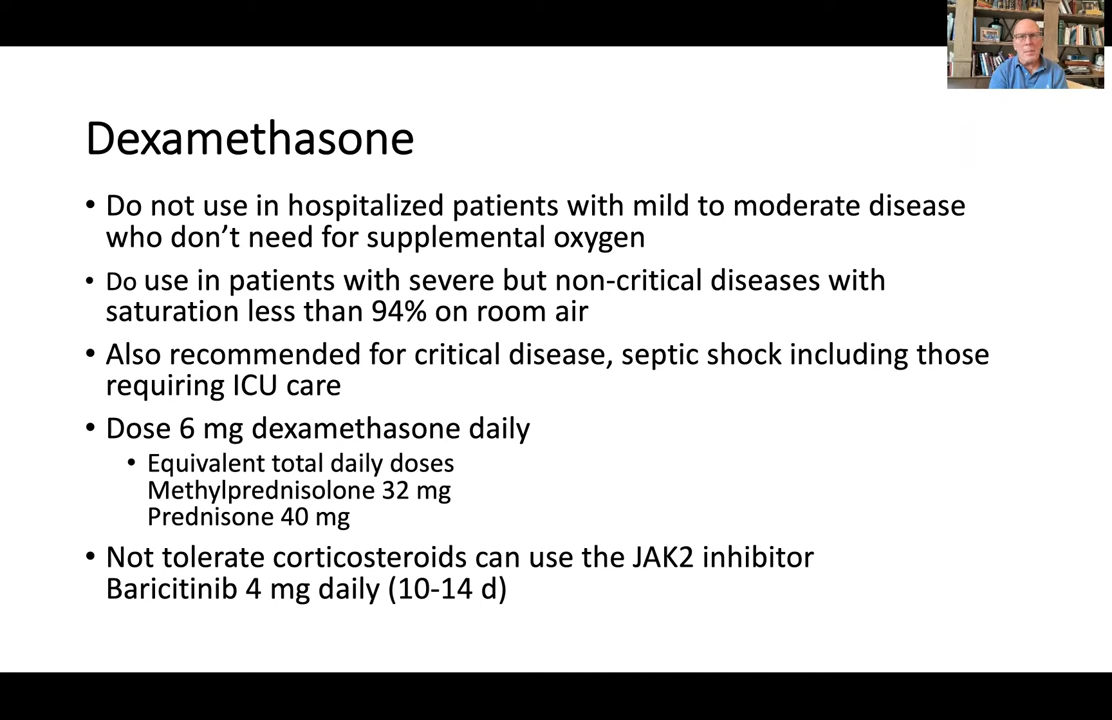 Dexamethasone
• Do not use in hospitalized patients with mild to moderate disease
who don't need for supplemental oxygen
• Do use in patients with severe but non-critical diseases with
saturation less than 94% on room air
• Also recommended for critical disease, septic shock including those
requiring ICU care
• Dose 6 mg dexamethasone daily
• Equivalent total daily doses
Methylprednisolone 32 mg
Prednisone 40 mg
• Not tolerate corticosteroids can use the JAK2 inhibitor
Baricitinib 4 mg daily (10-14 d)